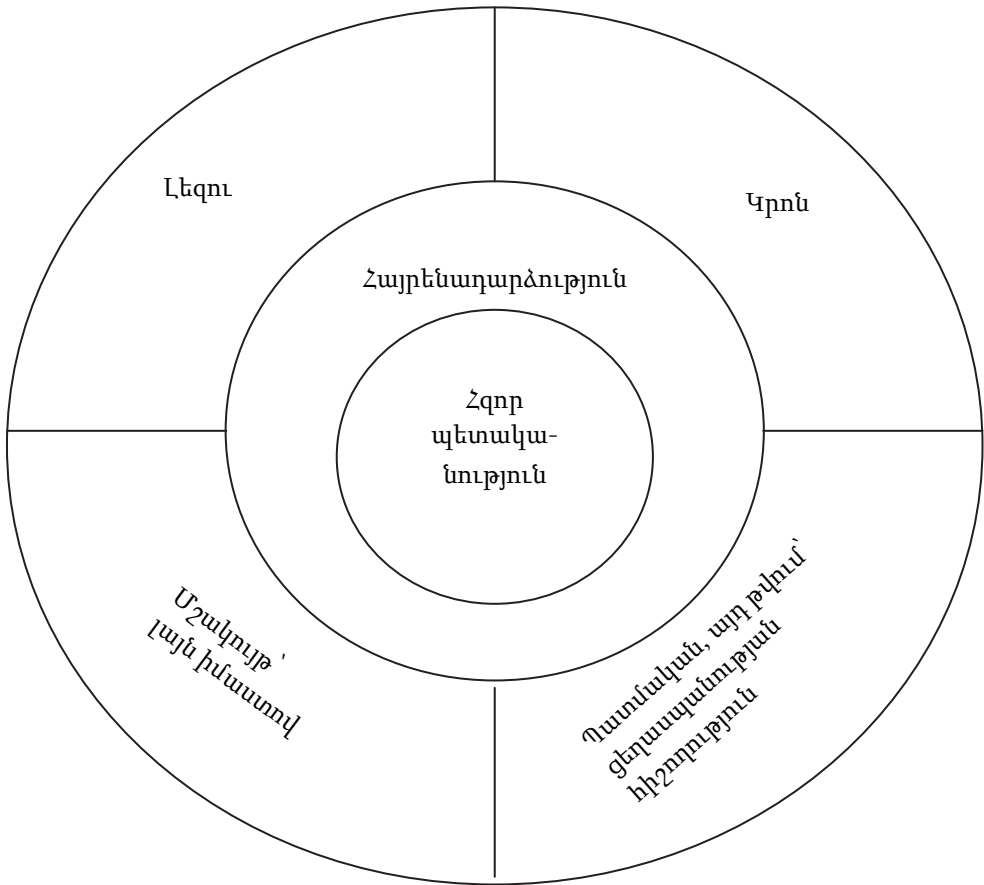 Լեզու
Կրոն
Հայրենադարձություն
Հզոր
պետակա-
նություն
Մշակույթ ՝
լայն իմաստով
Պատմական, այդ թվում՝
ցեղասպանության
հիշողություն